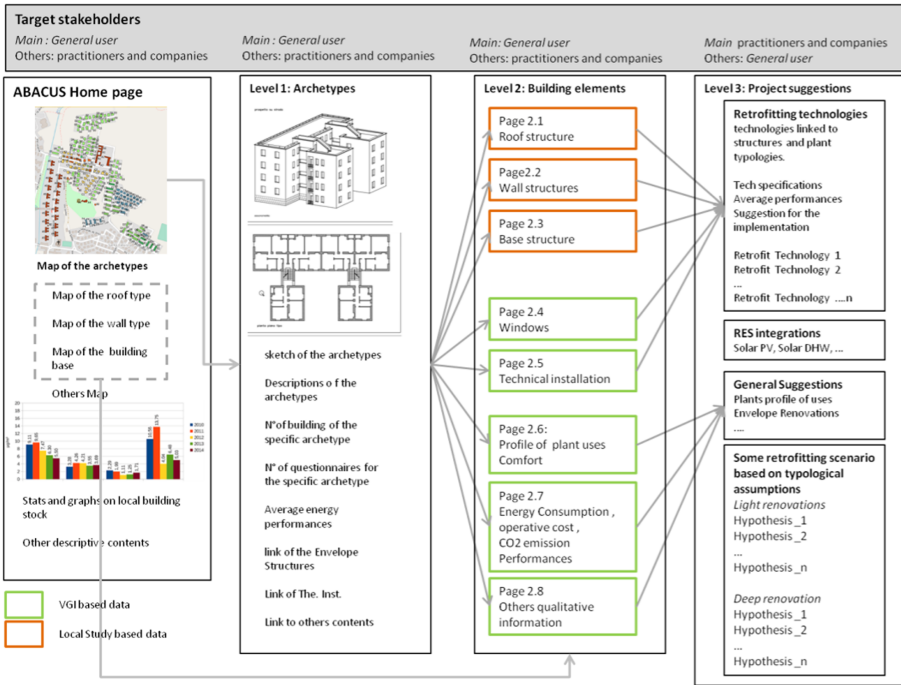 Target stakeholders
Main : General user
Others: practitioners and companies
Main : General user
Others: practitioners and companies
Main: General user
Others: practitioners and companies
Main practitioners and companies
Others: General user
ABACUS Home page
Map of the archetypes
Map of the roof type
Map of the wall type
Map of the building
base
Others Map
20
18
16
14
12
10
8
6
4
2
0
2010
2011
2012
2013
2014
Stats and graphs on local building
stock
Other descriptive contents
VGI based data
Local Study based data
Level 1: Archetypes
sketch of the archetypes
Descriptions of the
archetypes
N°of building of the
specific archetype
N° of questionnaires for
the specific archetype
Average energy
performances
link of the Envelope
Structures
Link of The. Inst.
Link to others contents
Level 2: Building elements
Page 2.1
Roof structure
Page2.2
Wall structures
Page 2.3
Base structure
Page 2.4
Windows
Page 2.5
Technical installation
Page 2.6:
Profile of plant uses
Comfort
Page 2.7
Energy Consumption ,
operative cost ,
CO2 emission
Performances
Page 2.8
Others qualitative
information
Level 3: Project suggestions
Retrofitting technologies
technologies linked to
structures and plant
typologies.
Tech specifications
Average performances
Suggestion for the
implementation
Retrofit Technology 1
Retrofit Technology 2
...
Retrofit Technology ....n
RES integrations
Solar PV, Solar DHW, ...
General Suggestions
Plants profile of uses
Envelope Renovations
....
Some retrofitting scenario
based on typological
assumptions
Light renovations
Hypothesis _1
Hypothesis _2
...
Hypothesis _n
Deep renovation
Hypothesis _1
Hypothesis _2
...
Hypothesis _n